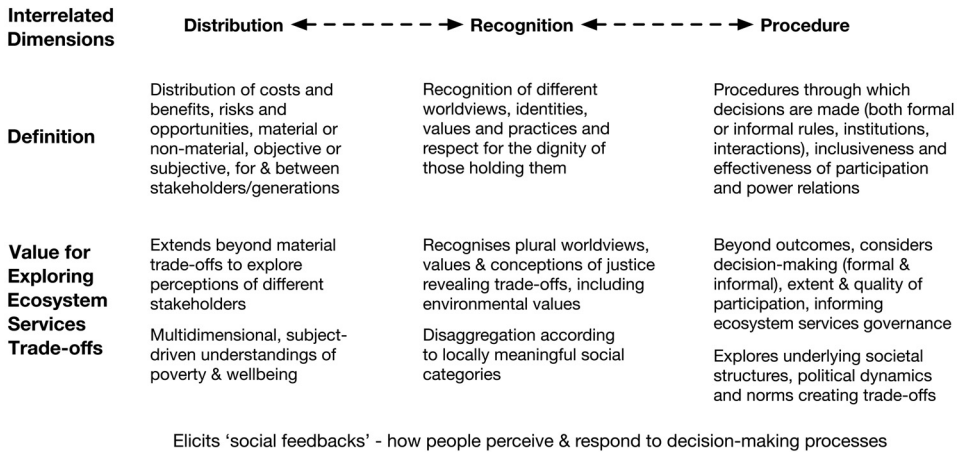 Interrelated
Dimensions
Distribution
Recognition
Procedure
Definition
Distribution of costs and
benefits, risks and
opportunities, material or
non-material, objective or
subjective, for & between
stakeholders/generations
Recognition of different
worldviews, identities,
values and practices and
respect for the dignity of
those holding them
Procedures through which
decisions are made (both formal
or informal rules, institutions,
interactions), inclusiveness and
effectiveness of participation
and power relations
Value for
Exploring
Ecosystem
Services
Trade-offs
Extends beyond material
trade-offs to explore
perceptions of different
stakeholders
Multidimensional, subject-
driven understandings of
poverty & wellbeing
Recognises plural worldviews,
values & conceptions of justice
revealing trade-offs, including
environmental values
Disaggregation according
to locally meaningful social
categories
Beyond outcomes, considers
decision-making (formal &
informal), extent & quality of
participation, informing
ecosystem services governance
Explores underlying societal
structures, political dynamics
and norms creating trade-offs
Elicits ‘social feedbacks’ - how people perceive & respond to decision-making processes